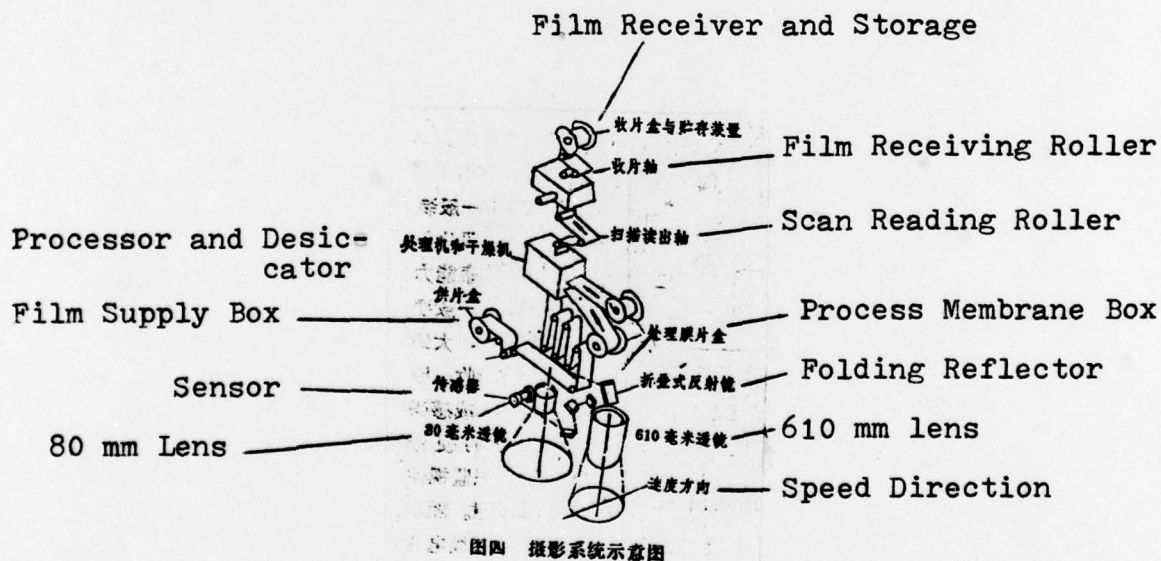 Film Receiver and Storage
收片盒与贮存装置
Film Receiving Roller
收片轴
Scan Reading Roller
扫描读出轴
Processor and Desic-
cator
处理机和干燥机
Film Supply Box
供片盒
Process Membrane Box
处理膜片盒
Sensor
传感器
Folding Reflector
折叠式反射镜
80 mm Lens
80毫米透镜
610 mm lens
610毫米透镜
Speed Direction
速度方向
图四 摄影系统示意图